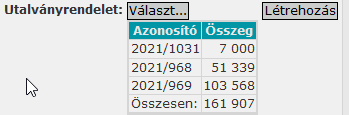 Utalványrendelet: Választ... Létrehozás
Azonosító Összeg
2021/1031 7 000
2021/968 51 339
2021/969 103 568
Összesen: 161 907